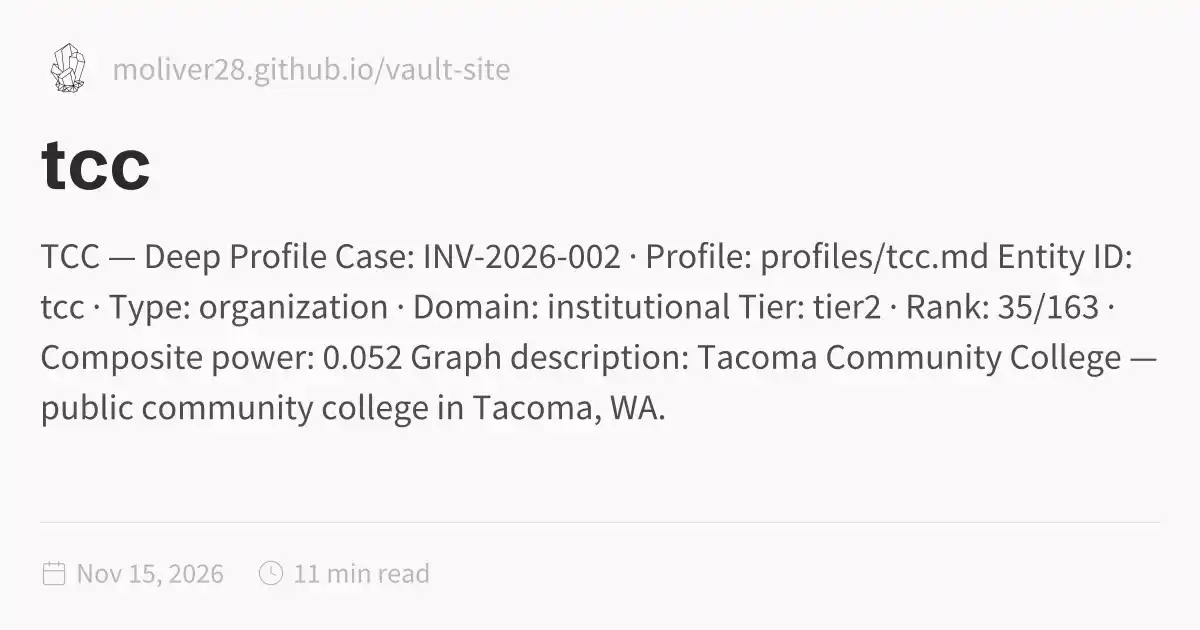 moliver28.github.io/vault-site
tcc
TCC — Deep Profile Case: INV-2026-002 · Profile: profiles/tcc.md Entity ID:
tcc · Type: organization · Domain: institutional Tier: tier2 · Rank: 35/163 ·
Composite power: 0.052 Graph description: Tacoma Community College —
public community college in Tacoma, WA.
Nov 15, 2026 11 min read